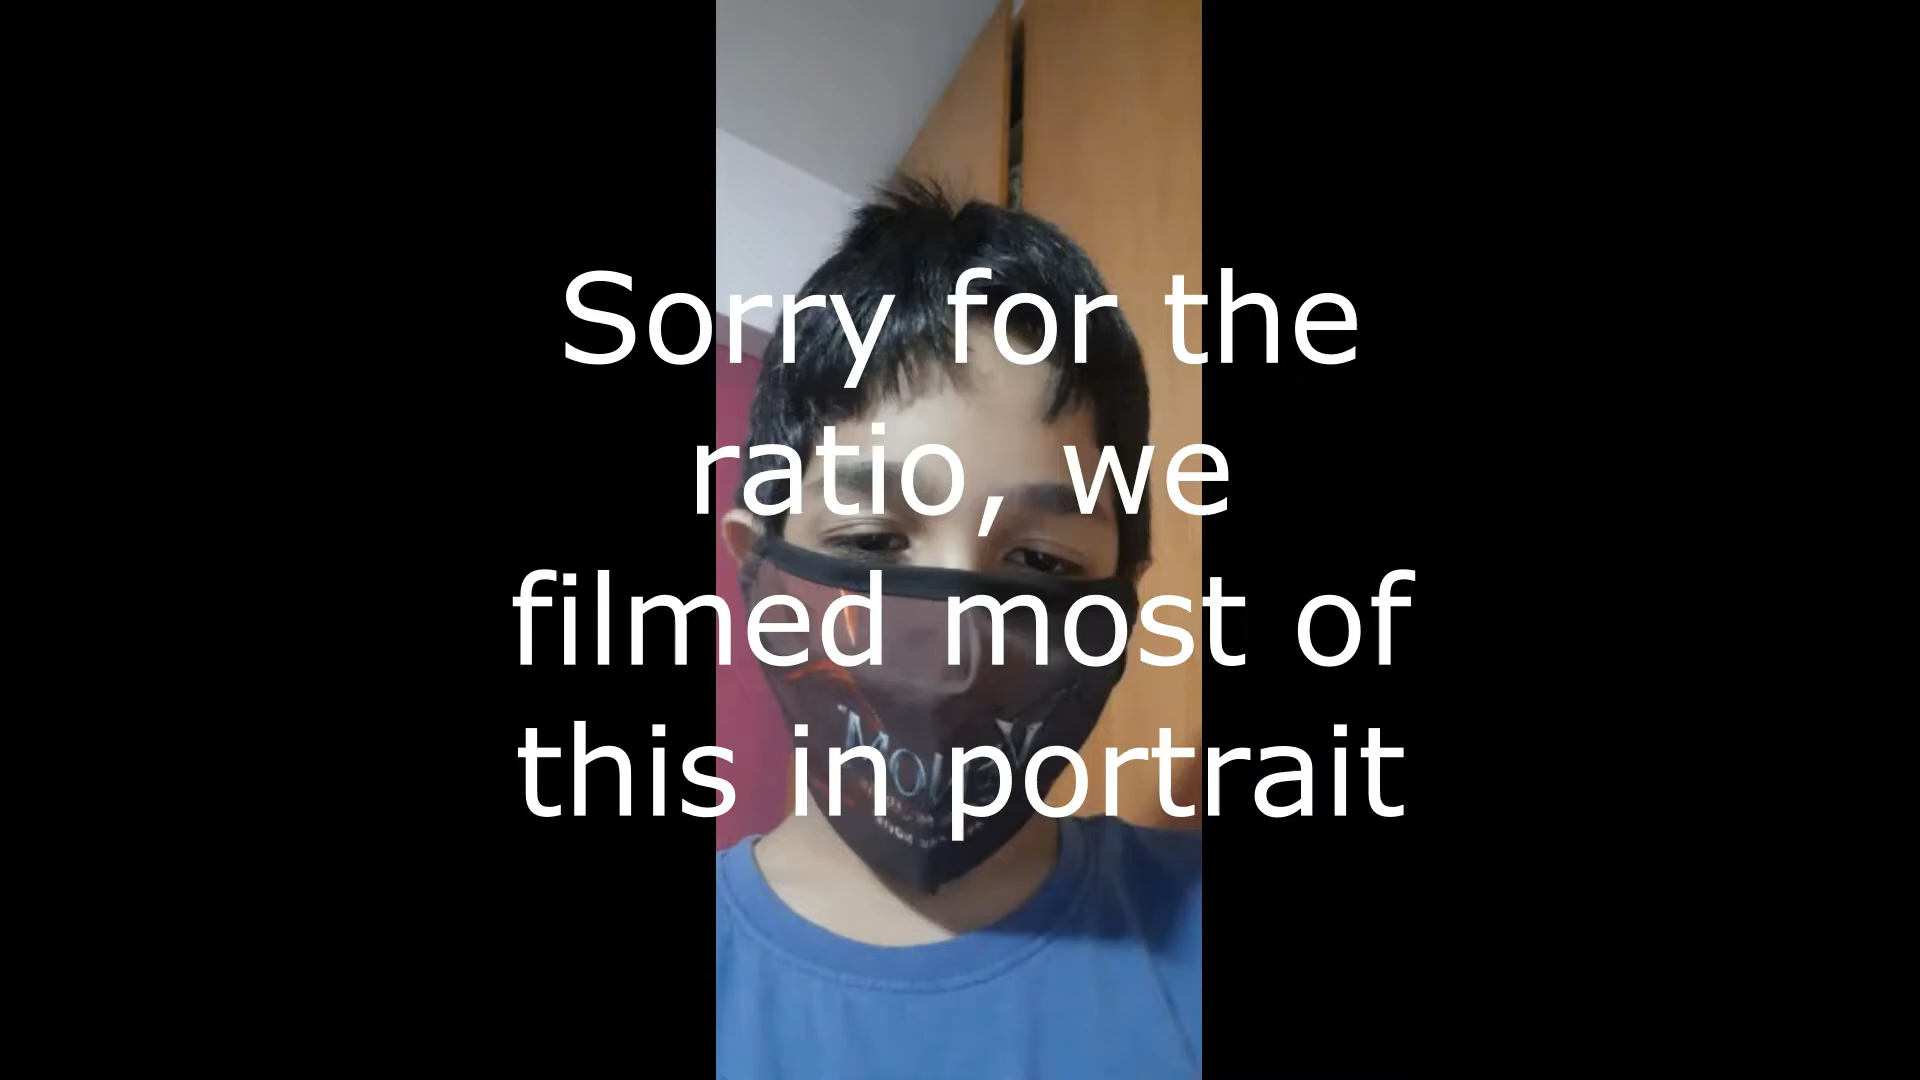 Sorry for the
ratio, we
filmed most of
this in portrait